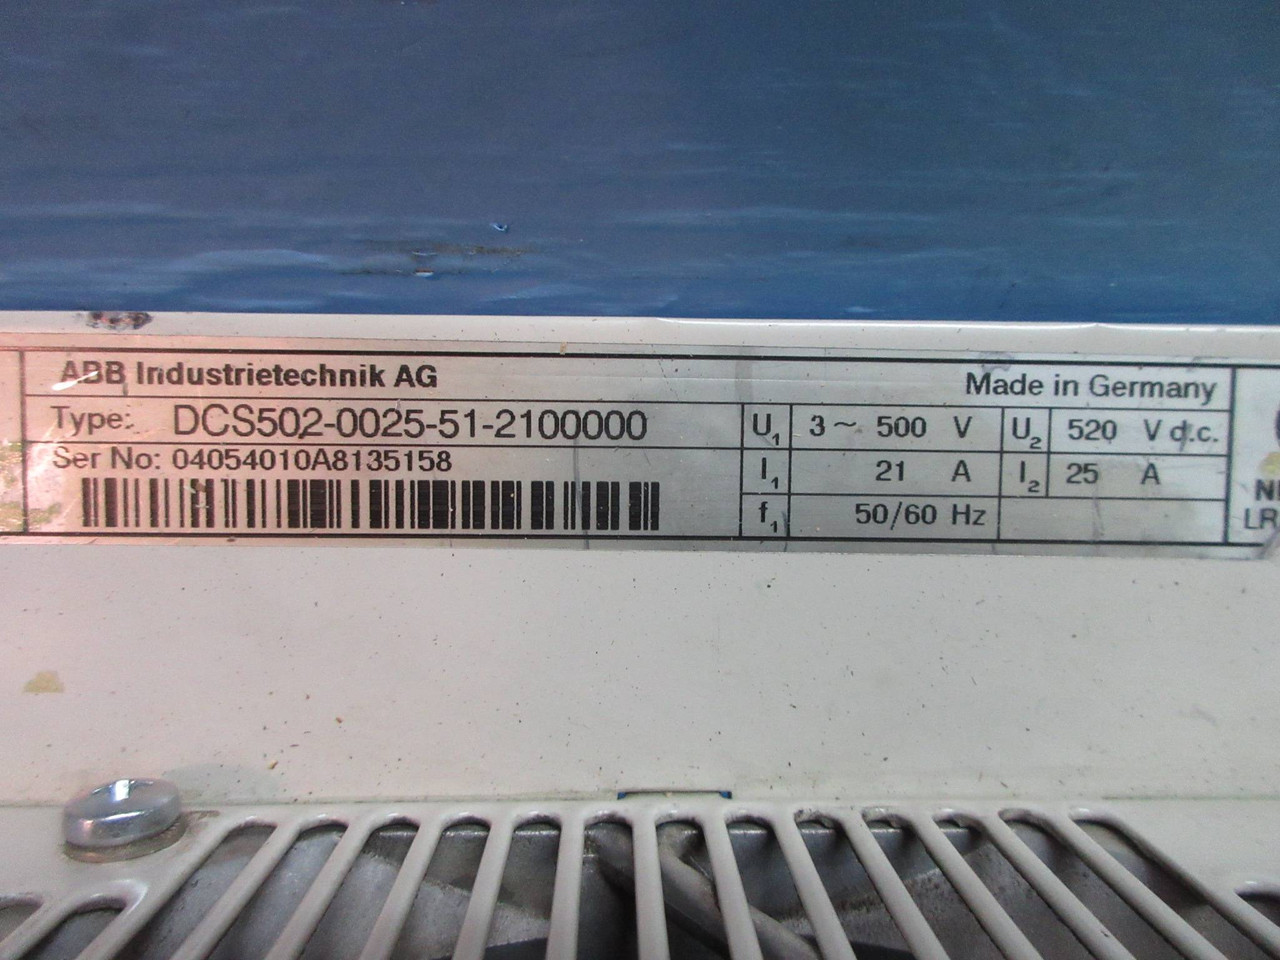 ABB Industrietechnik AG
Made in Germany
Type: DCS502-0025-51-2100000
Ser No: 04054010A8135158
U1 3~ 500 V U2 520 V d.c.
I1 21 A I2 25 A
f1 50/60 Hz
LR